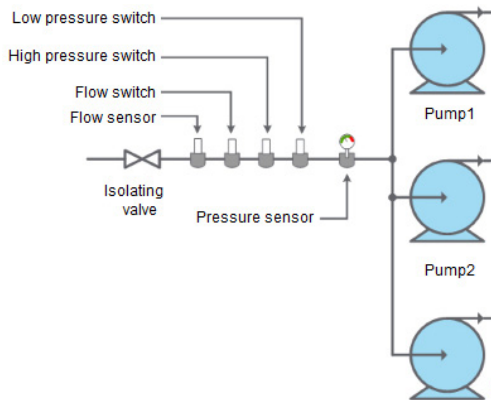 Low pressure switch
High pressure switch
Flow switch
Flow sensor
Isolating
valve
Pressure sensor
Pump1
Pump2